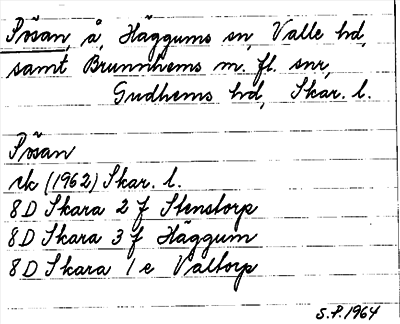 Pösan, å, Häggums sn, Valle hd,
samt Brunnhems m. fl. snr,
Gudhems hd, Skar. l.
Pösan
rk (1962) Skar. l.
8D Skara 2 f Stenstorp
8D Skara 3 f Häggum
8D Skara 1 e Valtorp
S.P. 1964